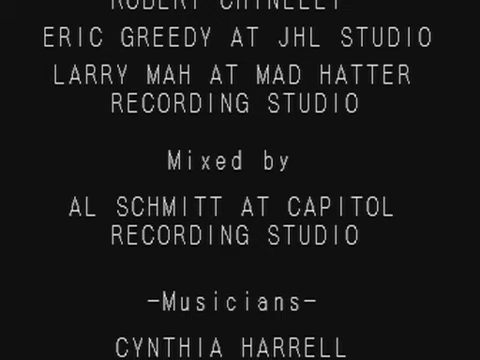 ROBERT
ERIC GREEDY AT JHL STUDIO
LARRY MAH AT MAD HATTER
RECORDING STUDIO
Mixed by
AL SCHMITT AT CAPITOL
RECORDING STUDIO
-Musicians-
CYNTHIA HARRELL